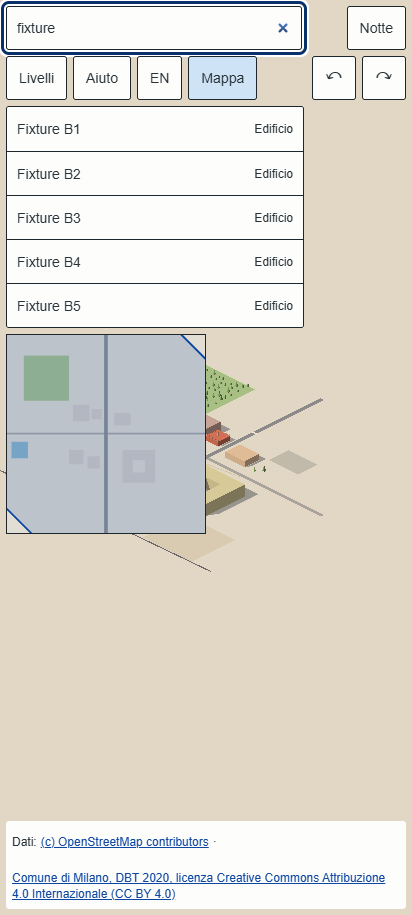 fixture
Notte
Livelli
Aiuto
EN
Mappa
Fixture B1 Edificio
Fixture B2 Edificio
Fixture B3 Edificio
Fixture B4 Edificio
Fixture B5 Edificio
Dati: (c) OpenStreetMap contributors ·
Comune di Milano, DBT 2020, licenza Creative Commons Attribuzione
4.0 Internazionale (CC BY 4.0)